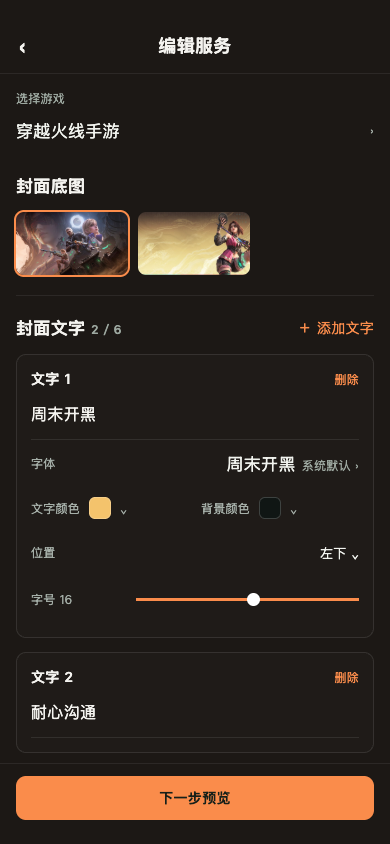 编辑服务
选择游戏
穿越火线手游
封面底图
封面文字 2 / 6
+ 添加文字
文字 1
删除
周末开黑
字体
周末开黑 系统默认
文字颜色
背景颜色
位置
左下
字号 16
文字 2
删除
耐心沟通
下一步预览